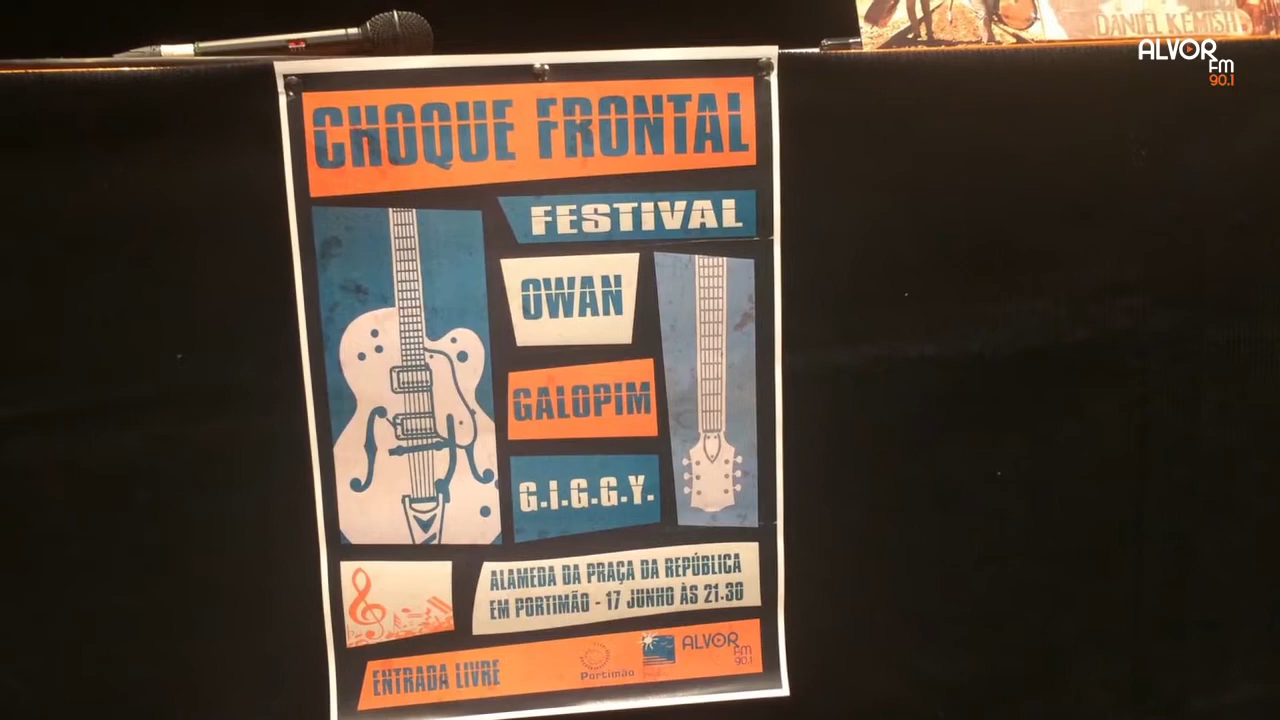 DANIEL KEMISH
ALVOR
FM
90.1
CHOQUE FRONTAL
FESTIVAL
OWAN
GALOPIM
G.I.G.G.Y.
ALAMEDA DA PRAÇA DA REPÚBLICA
EM PORTIMÃO - 17 JUNHO ÀS 21.30
ENTRADA LIVRE
Portimão
ALVOR
FM
90.1